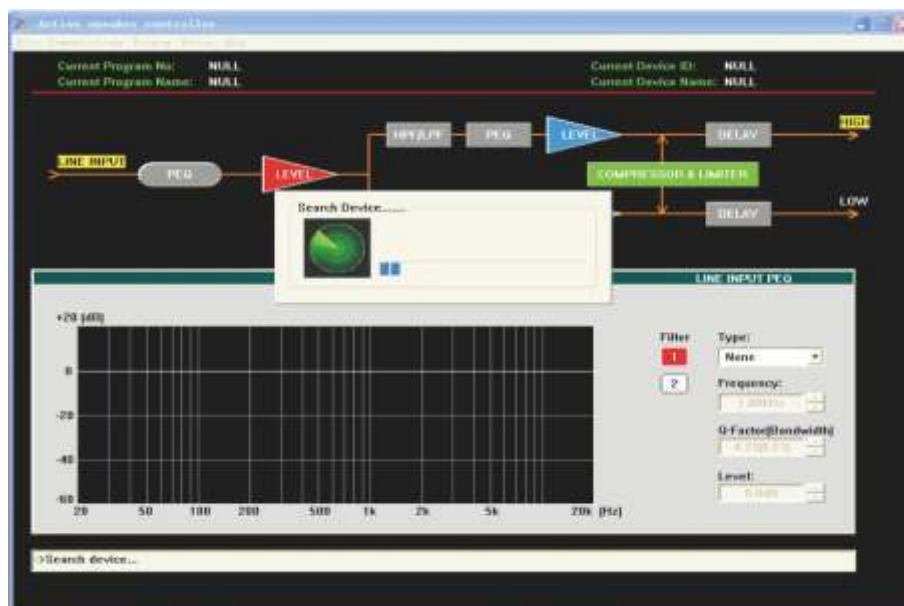 Active speaker controller
Current Program No: NULL
Current Program Name: NULL
Current Device ID: NULL
Current Device Name: NULL
LINE INPUT
PEQ
LEVEL
HPF/LPF
PEQ
LEVEL
DELAY
HIGH
COMPRESSOR & LIMITER
DELAY
LOW
Search Device......
LINE INPUT PEQ
+20 (dB)
0
-20
-40
-60
20 50 100 200 500 1k 2k 5k 20k (Hz)
Filter
1
2
Type:
None
Frequency:
Q-Factor(Bandwidth)
Level:
->Search device...